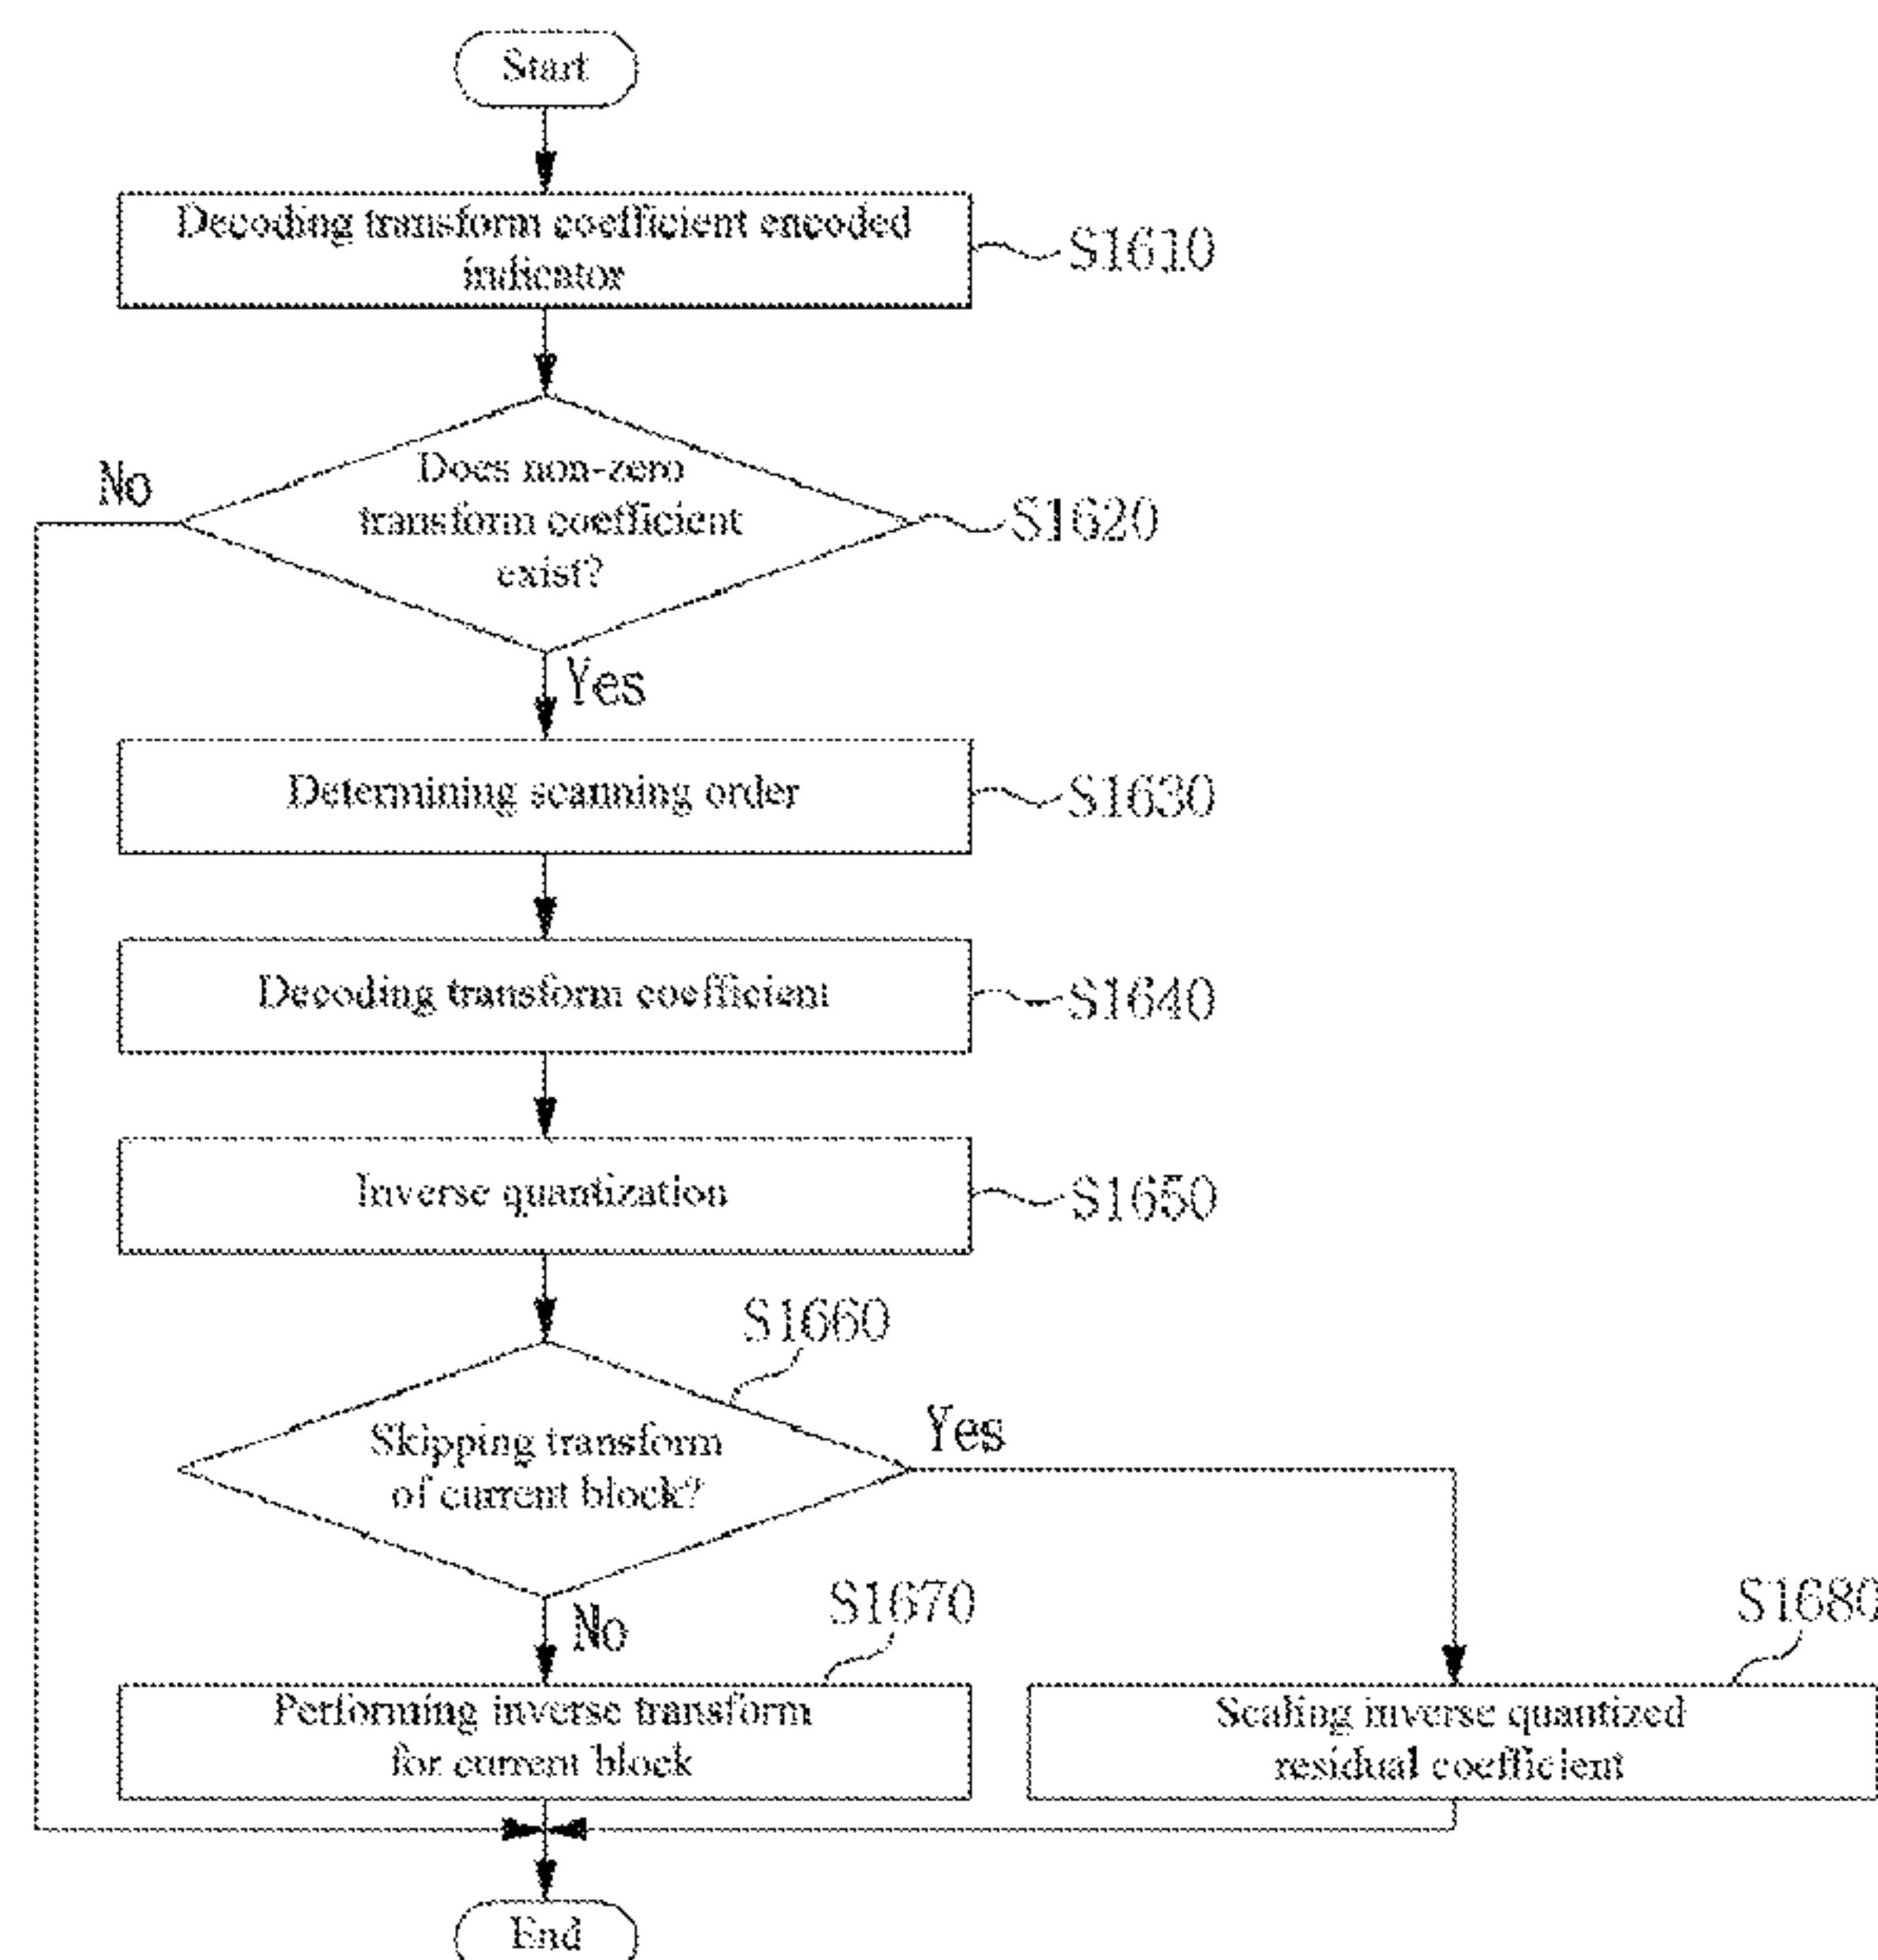 Start
Decoding transform coefficient encoded
indicator
S1610
Does non-zero
transform coefficient
exist?
No
S1620
Yes
Determining scanning order
S1630
Decoding transform coefficient
S1640
Inverse quantization
S1650
S1660
Skipping transform
of current block?
Yes
No
S1670
S1680
Performing inverse transform
for current block
Scaling inverse quantized
residual coefficient
End